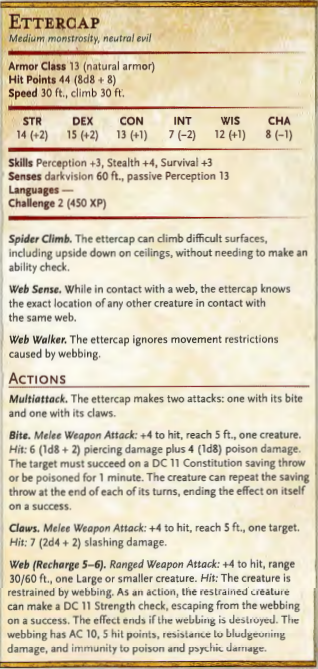 ETTERCAP
Medium monstrosity, neutral evil
Armor Class 13 (natural armor)
Hit Points 44 (8d8 + 8)
Speed 30 ft., climb 30 ft.
STR DEX CON INT WIS CHA
14 (+2) 15 (+2) 13 (+1) 7 (−2) 12 (+1) 8 (−1)
Skills Perception +3, Stealth +4, Survival +3
Senses darkvision 60 ft., passive Perception 13
Languages —
Challenge 2 (450 XP)
Spider Climb. The ettercap can climb difficult surfaces,
including upside down on ceilings, without needing to make an
ability check.
Web Sense. While in contact with a web, the ettercap knows
the exact location of any other creature in contact with
the same web.
Web Walker. The ettercap ignores movement restrictions
caused by webbing.
ACTIONS
Multiattack. The ettercap makes two attacks: one with its bite
and one with its claws.
Bite. Melee Weapon Attack: +4 to hit, reach 5 ft., one creature.
Hit: 6 (1d8 + 2) piercing damage plus 4 (1d8) poison damage.
The target must succeed on a DC 11 Constitution saving throw
or be poisoned for 1 minute. The creature can repeat the saving
throw at the end of each of its turns, ending the effect on itself
on a success.
Claws. Melee Weapon Attack: +4 to hit, reach 5 ft., one target.
Hit: 7 (2d4 + 2) slashing damage.
Web (Recharge 5–6). Ranged Weapon Attack: +4 to hit, range
30/60 ft., one Large or smaller creature. Hit: The creature is
restrained by webbing. As an action, the restrained creature
can make a DC 11 Strength check, escaping from the webbing
on a success. The effect ends if the webbing is destroyed. The
webbing has AC 10, 5 hit points, resistance to bludgeoning
damage, and immunity to poison and psychic damage.